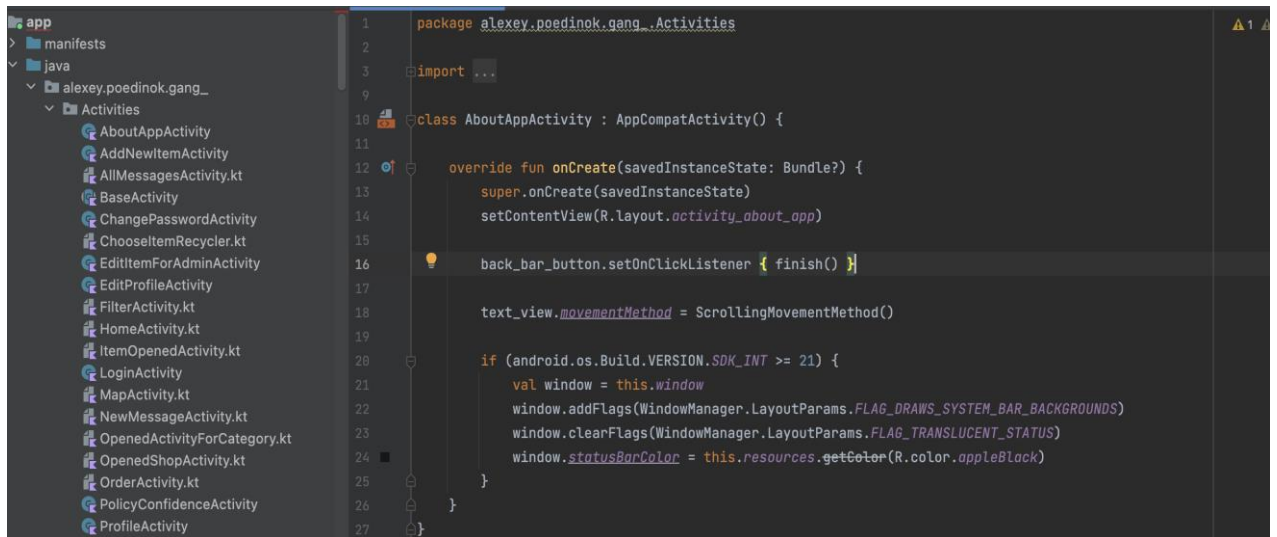 app
manifests
java
alexey.poedinok.gang_
Activities
AboutAppActivity
AddNewItemActivity
AllMessagesActivity.kt
BaseActivity
ChangePasswordActivity
ChooseItemRecycler.kt
EditItemForAdminActivity
EditProfileActivity
FilterActivity.kt
HomeActivity.kt
ItemOpenedActivity.kt
LoginActivity
MapActivity.kt
NewMessageActivity.kt
OpenedActivityForCategory.kt
OpenedShopActivity.kt
OrderActivity.kt
PolicyConfidenceActivity
ProfileActivity
1 package alexey.poedinok.gang_.Activities
2
3 import ...
9
10 class AboutAppActivity : AppCompatActivity() {
11
12 override fun onCreate(savedInstanceState: Bundle?) {
13 super.onCreate(savedInstanceState)
14 setContentView(R.layout.activity_about_app)
15
16 back_bar_button.setOnClickListener { finish() }
17
18 text_view.movementMethod = ScrollingMovementMethod()
19
20 if (android.os.Build.VERSION.SDK_INT >= 21) {
21 val window = this.window
22 window.addFlags(WindowManager.LayoutParams.FLAG_DRAWS_SYSTEM_BAR_BACKGROUNDS)
23 window.clearFlags(WindowManager.LayoutParams.FLAG_TRANSLUCENT_STATUS)
24 window.statusBarColor = this.resources.getColor(R.color.appleBlack)
25 }
26 }
27 }
1